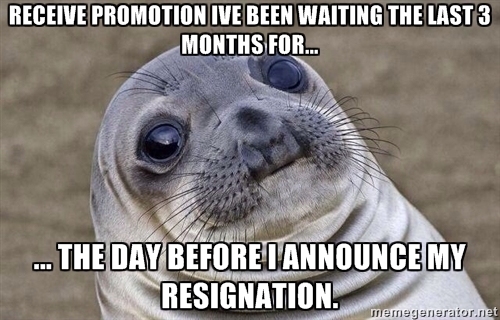 RECEIVE PROMOTION IVE BEEN WAITING THE LAST 3
MONTHS FOR...
... THE DAY BEFORE I ANNOUNCE MY
RESIGNATION.
memegenerator.net